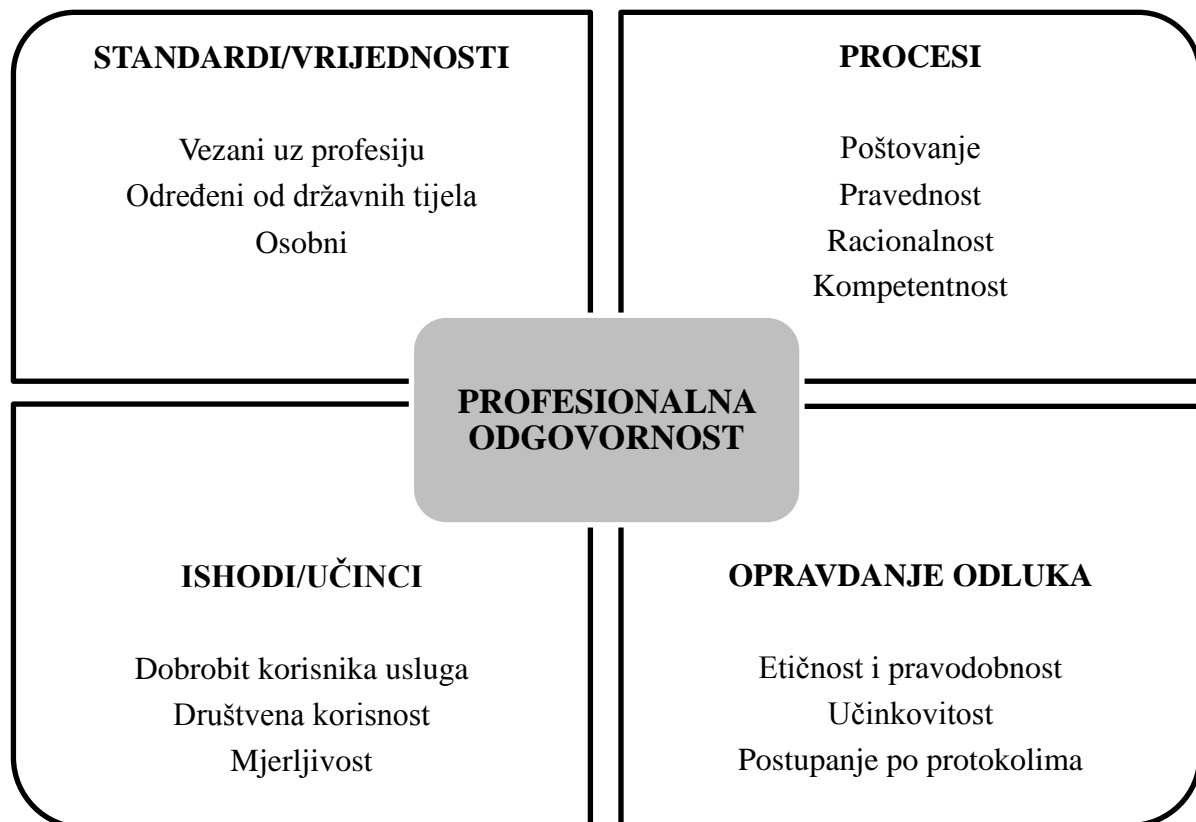 STANDARDI/VRIJEDNOSTI
Vezani uz profesiju
Određeni od državnih tijela
Osobni
PROCESI
Poštovanje
Pravednost
Racionalnost
Kompetentnost
PROFESIONALNA
ODGOVORNOST
ISHODI/UČINCI
Dobrobit korisnika usluga
Društvena korisnost
Mjerljivost
OPRAVDANJE ODLUKA
Etičnost i pravodobnost
Učinkovitost
Postupanje po protokolima